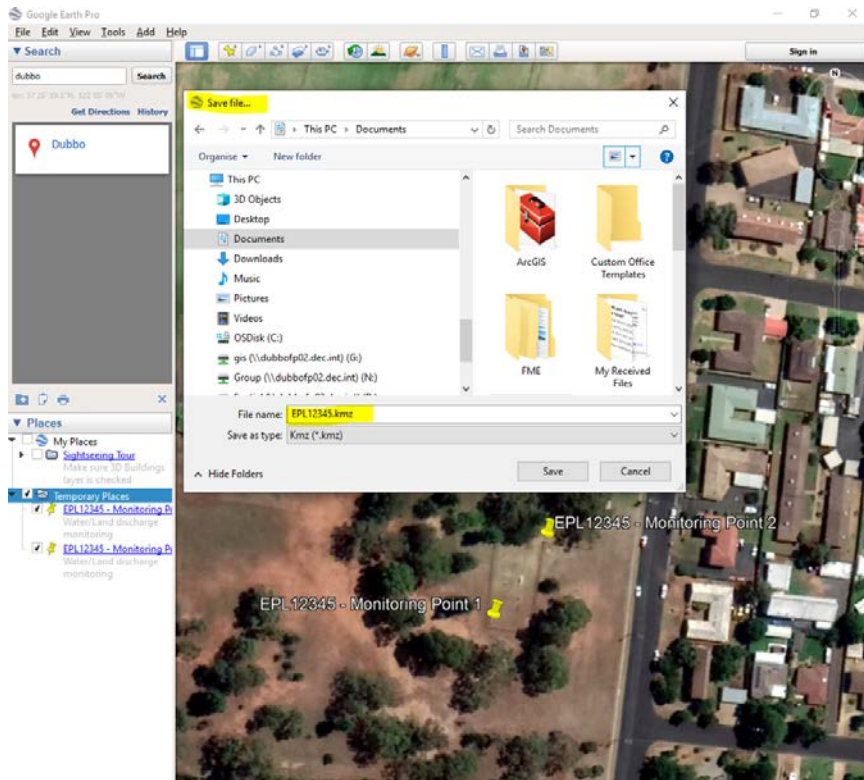 Google Earth Pro
File Edit View Tools Add Help
Search
Sign in
dubbo
Search
Get Directions History
Dubbo
N
Save file...
This PC > Documents
Search Documents
Organise
New folder
This PC
3D Objects
Desktop
Documents
Downloads
Music
Pictures
Videos
OSDisk (C:)
gis (\\dubbofp02.dec.int) (G:)
Group (\\dubbofp02.dec.int) (N:)
ArcGIS
Custom Office
Templates
FME
My Received
Files
File name: EPL12345.kmz
Save as type: Kmz (*.kmz)
Hide Folders
Save
Cancel
Places
My Places
Sightseeing Tour
Make sure 3D Buildings
layer is checked
Temporary Places
EPL12345 - Monitoring P
Water/Land discharge
monitoring
EPL12345 - Monitoring P
Water/Land discharge
monitoring
EPL12345 - Monitoring Point 2
EPL12345 - Monitoring Point 1